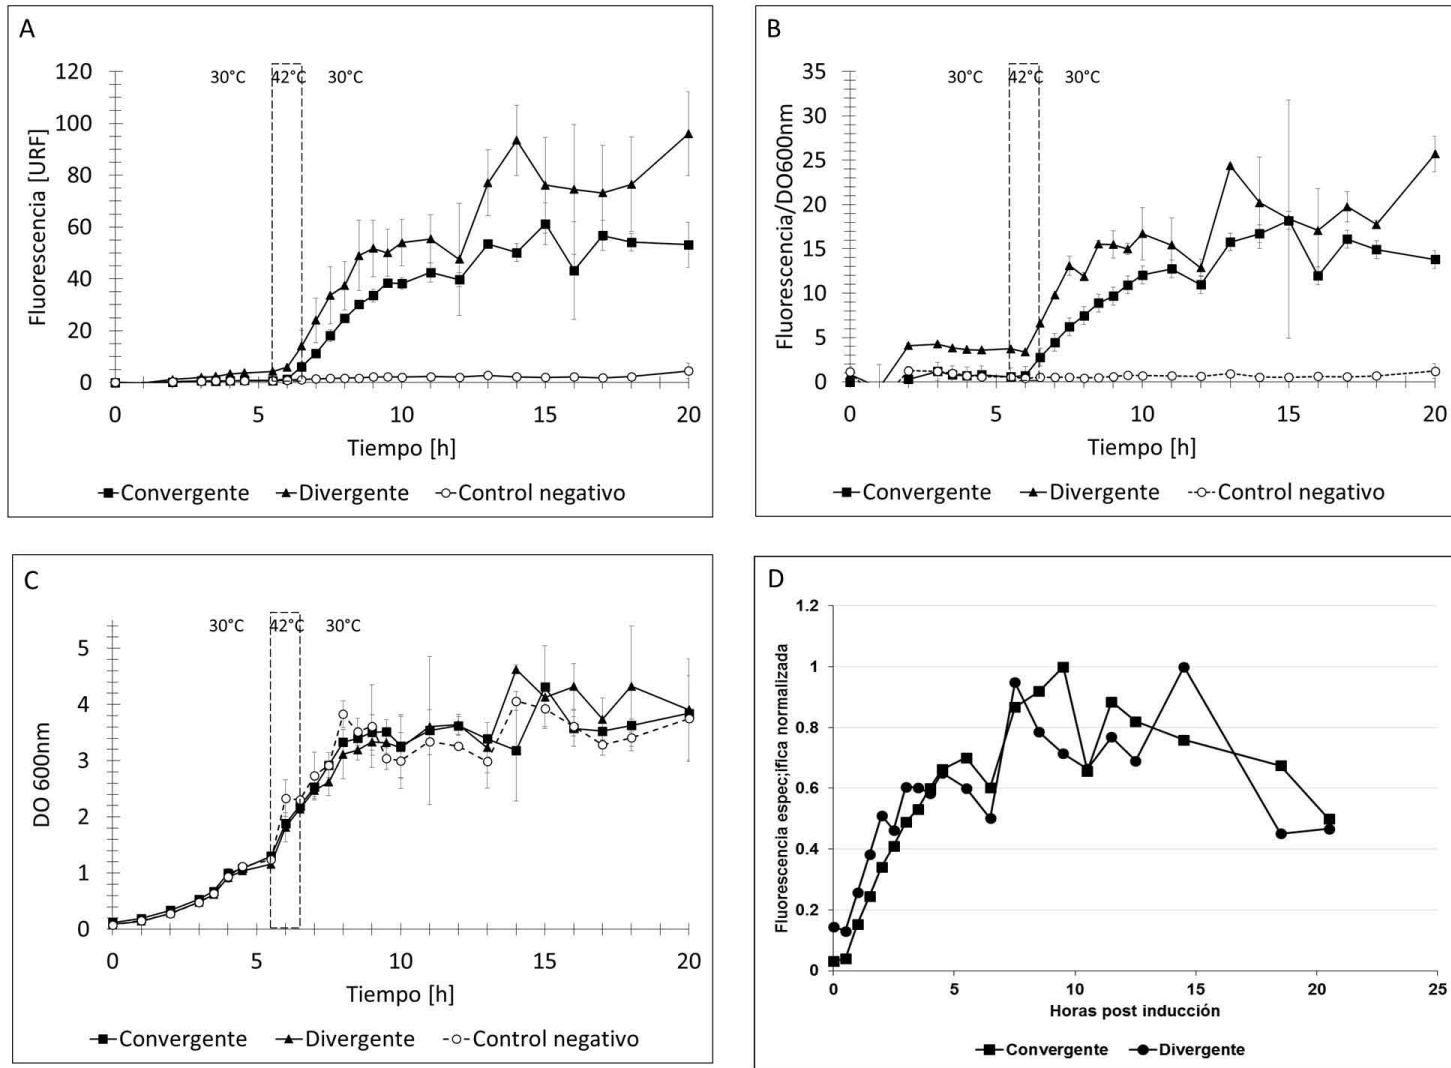 A
30°C 42°C 30°C
120
100
80
60
40
20
0
Fluorescencia [URF]
0 5 10 15 20
Tiempo [h]
Convergente Divergente Control negativo
B
30°C 42°C 30°C
35
30
25
20
15
10
5
0
Fluorescencia/DO600nm
0 5 10 15 20
Tiempo [h]
Convergente Divergente Control negativo
C
30°C 42°C 30°C
5
4
3
2
1
0
DO 600nm
0 5 10 15 20
Tiempo [h]
Convergente Divergente Control negativo
D
1.2
1
0.8
0.6
0.4
0.2
0
Fluorescencia espec;ífica normalizada
0 5 10 15 20 25
Horas post inducción
Convergente Divergente